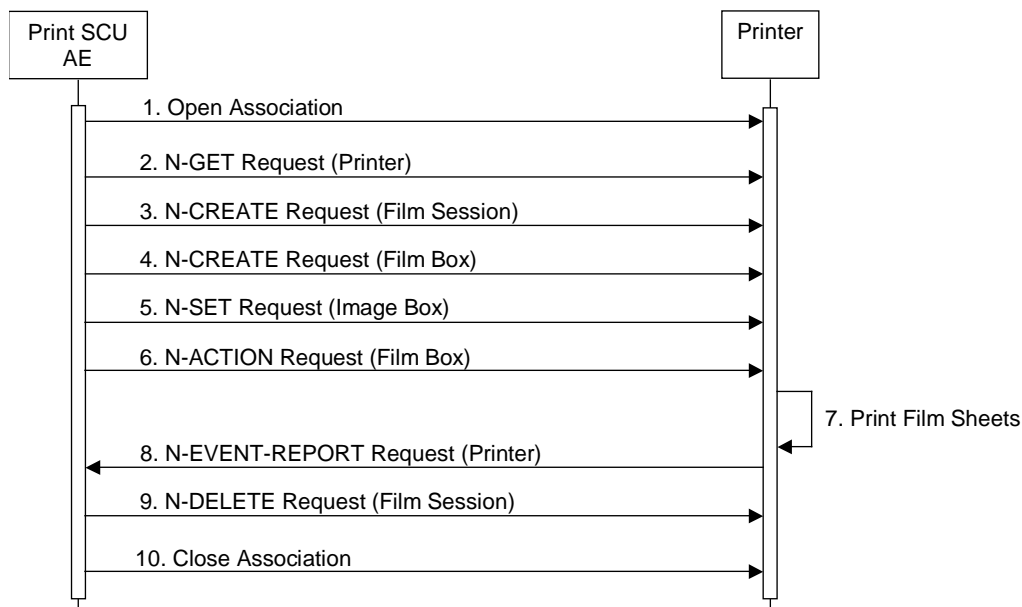 Print SCU
AE
Printer
1. Open Association
2. N-GET Request (Printer)
3. N-CREATE Request (Film Session)
4. N-CREATE Request (Film Box)
5. N-SET Request (Image Box)
6. N-ACTION Request (Film Box)
7. Print Film Sheets
8. N-EVENT-REPORT Request (Printer)
9. N-DELETE Request (Film Session)
10. Close Association